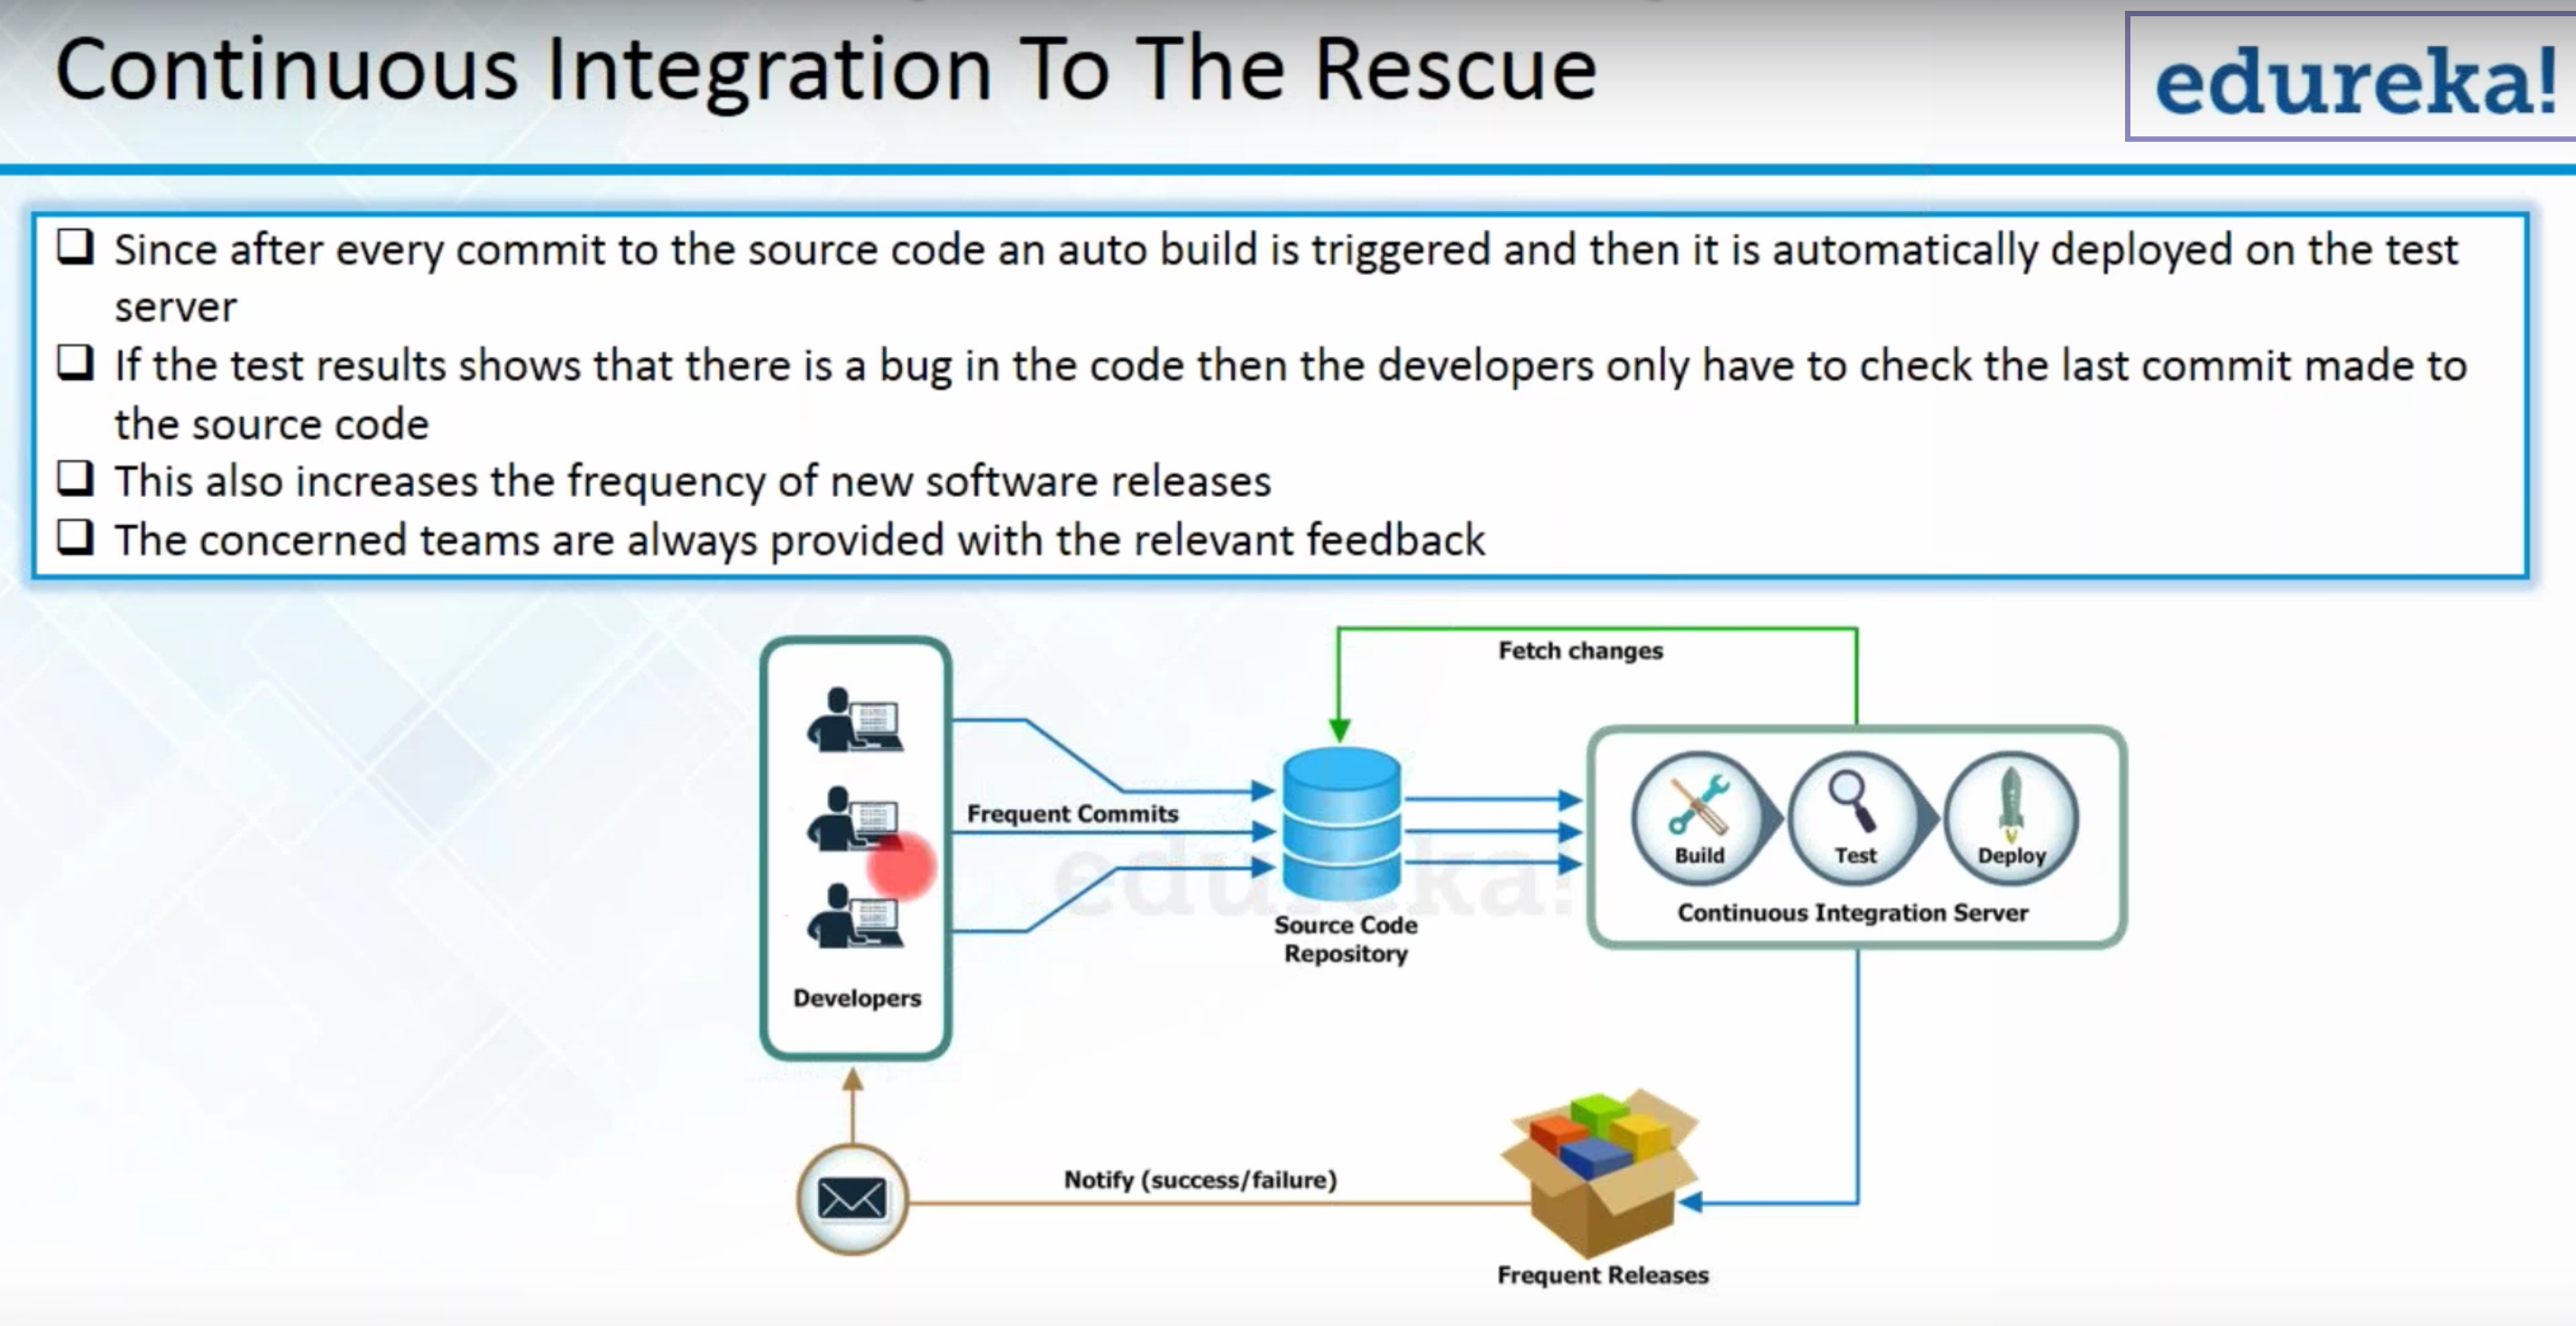 Continuous Integration To The Rescue
edureka!
Since after every commit to the source code an auto build is triggered and then it is automatically deployed on the test
server
If the test results shows that there is a bug in the code then the developers only have to check the last commit made to
the source code
This also increases the frequency of new software releases
The concerned teams are always provided with the relevant feedback
Fetch changes
Frequent Commits
Build
Test
Deploy
Continuous Integration Server
edureka!
Source Code
Repository
Developers
Notify (success/failure)
Frequent Releases